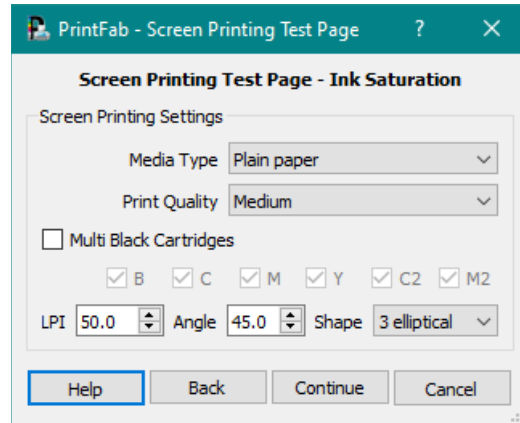 PrintFab - Screen Printing Test Page ?
Screen Printing Test Page - Ink Saturation
Screen Printing Settings
Media Type Plain paper
Print Quality Medium
Multi Black Cartridges
B C M Y C2 M2
LPI 50.0 Angle 45.0 Shape 3 elliptical
Help Back Continue Cancel